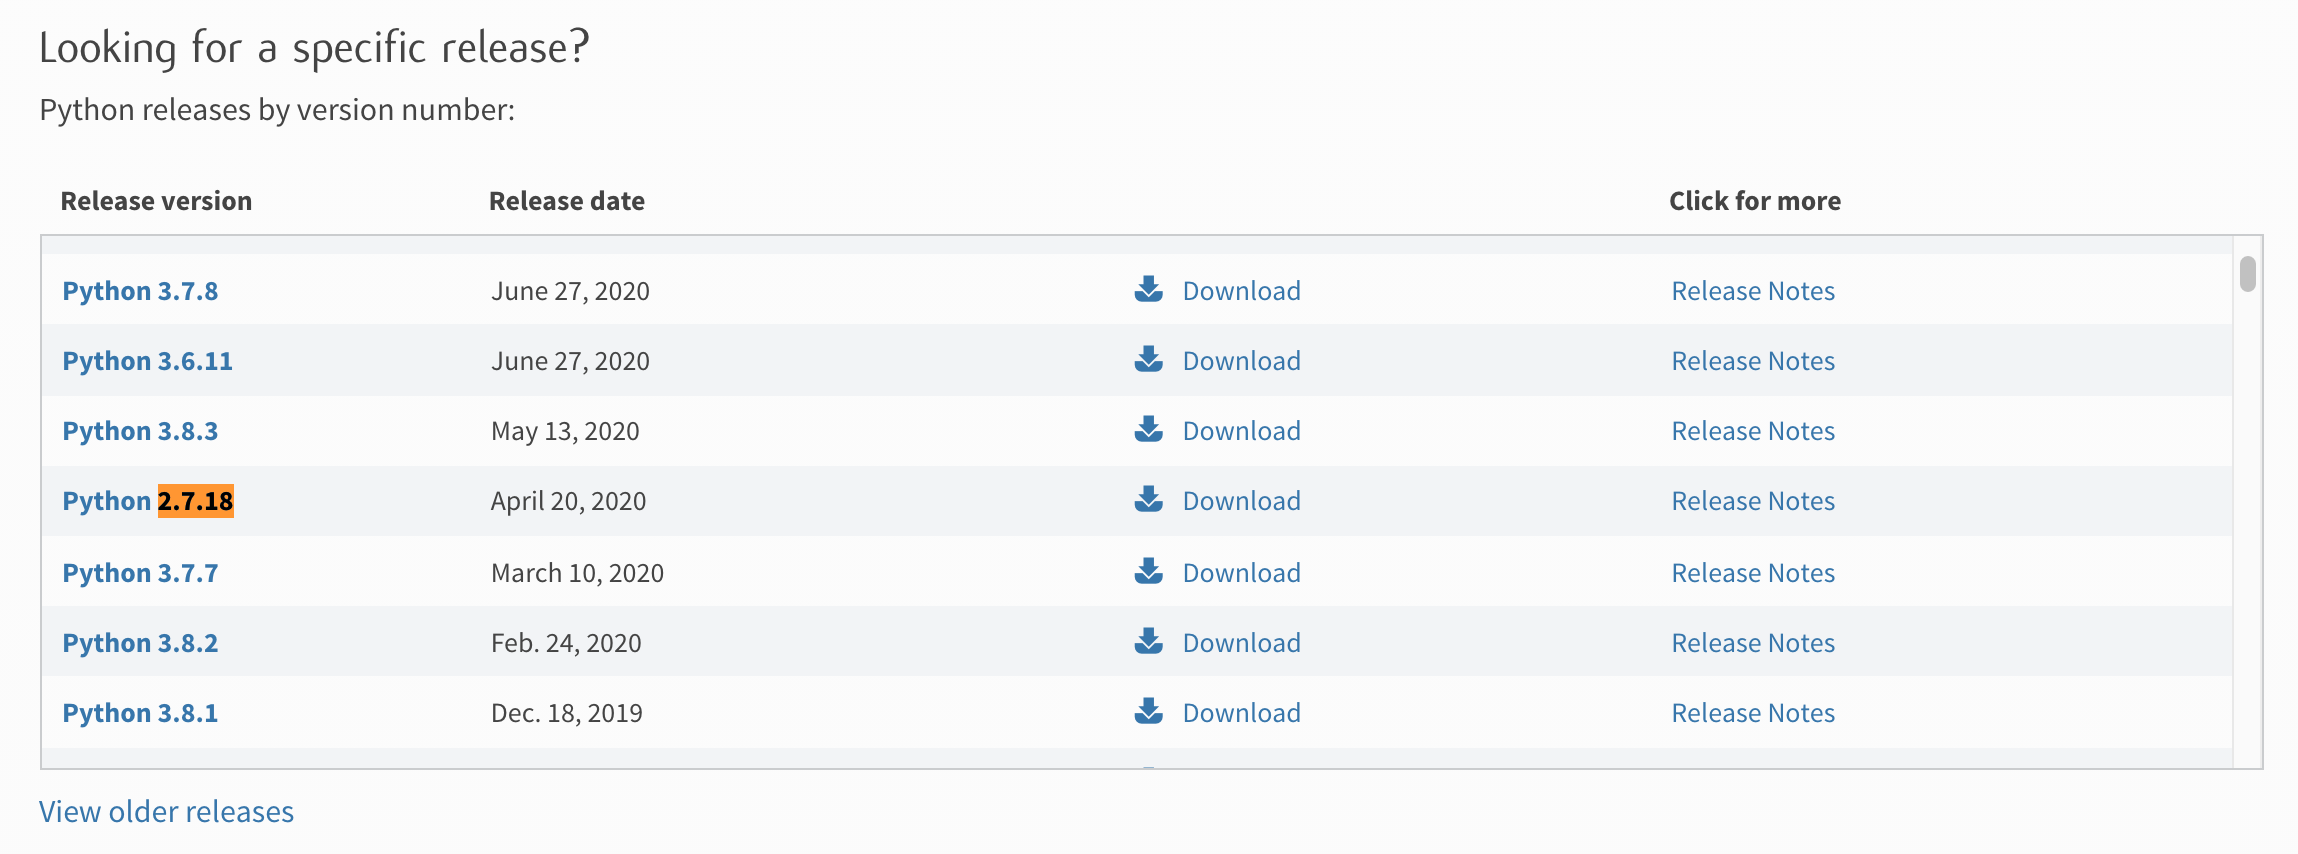 Looking for a specific release?
Python releases by version number:
Release version Release date Click for more
Python 3.7.8 June 27, 2020 Download Release Notes
Python 3.6.11 June 27, 2020 Download Release Notes
Python 3.8.3 May 13, 2020 Download Release Notes
Python 2.7.18 April 20, 2020 Download Release Notes
Python 3.7.7 March 10, 2020 Download Release Notes
Python 3.8.2 Feb. 24, 2020 Download Release Notes
Python 3.8.1 Dec. 18, 2019 Download Release Notes
View older releases